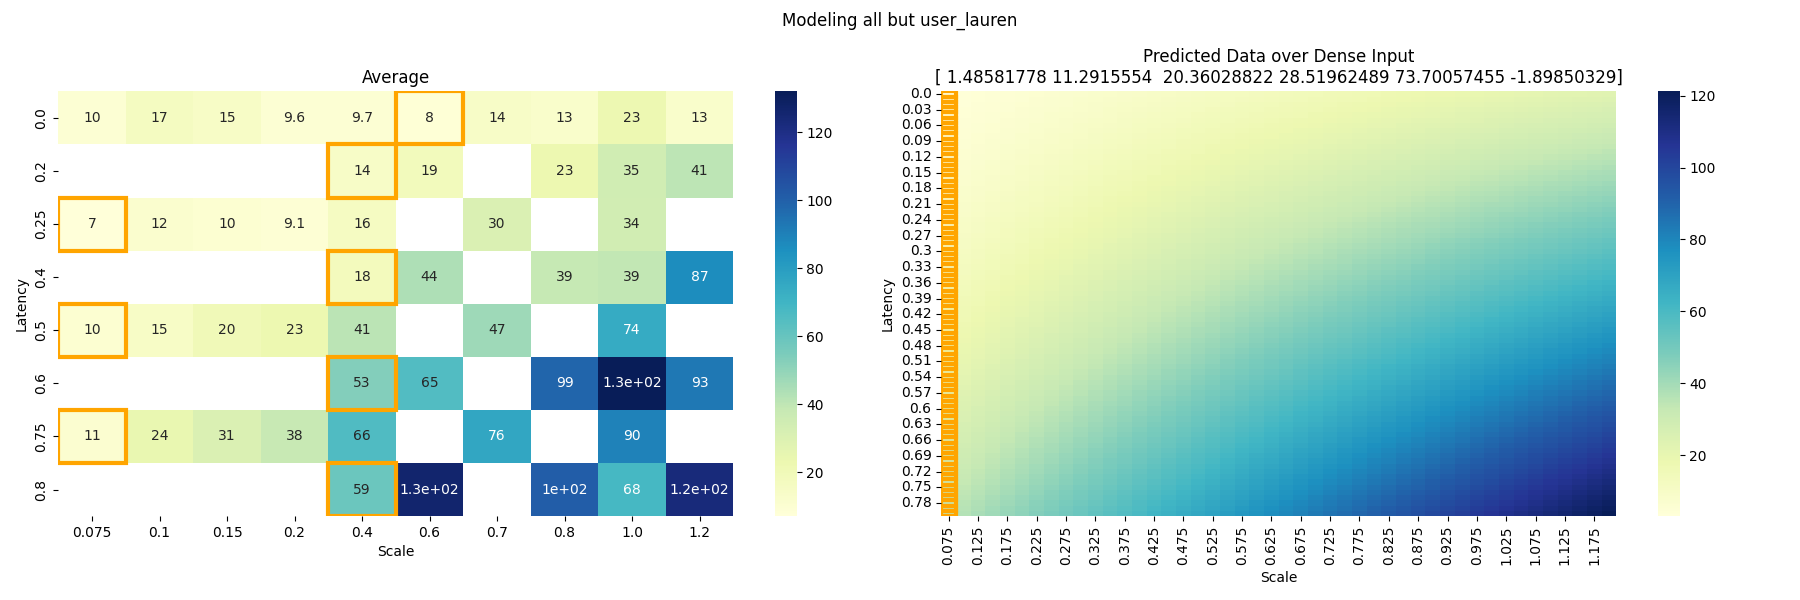 Modeling all but user_lauren
Average
0.0 10 17 15 9.6 9.7 8 14 13 23 13
0.2 14 19 23 35 41
0.25 7 12 10 9.1 16 30 34
0.4 18 44 39 39 87
0.5 10 15 20 23 41 47 74
0.6 53 65 99 1.3e+02 93
0.75 11 24 31 38 66 76 90
0.8 59 1.3e+02 1e+02 68 1.2e+02
0.075 0.1 0.15 0.2 0.4 0.6 0.7 0.8 1.0 1.2
Scale
Latency
120
100
80
60
40
20
Predicted Data over Dense Input
[ 1.48581778 11.2915554  20.36028822 28.51962489 73.70057455 -1.89850329]
0.0
0.03
0.06
0.09
0.12
0.15
0.18
0.21
0.24
0.27
0.3
0.33
0.36
0.39
0.42
0.45
0.48
0.51
0.54
0.57
0.6
0.63
0.66
0.69
0.72
0.75
0.78
Latency
0.075 0.125 0.175 0.225 0.275 0.325 0.375 0.425 0.475 0.525 0.575 0.625 0.675 0.725 0.775 0.825 0.875 0.925 0.975 1.025 1.075 1.125 1.175
Scale
120
100
80
60
40
20